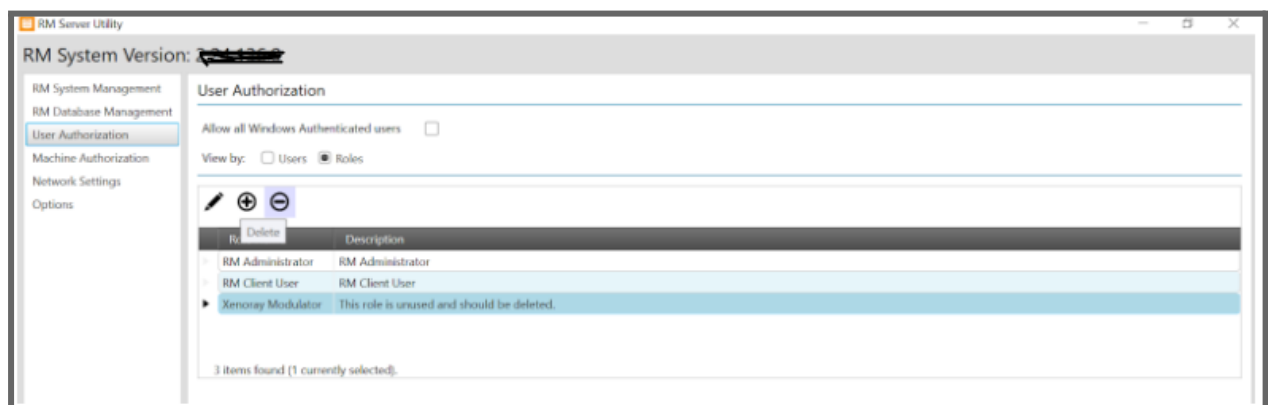 RM Server Utility
RM System Version:
RM System Management
RM Database Management
User Authorization
Machine Authorization
Network Settings
Options
User Authorization
Allow all Windows Authenticated users
View by: Users Roles
Delete
Description
RM Administrator RM Administrator
RM Client User RM Client User
Xenoray Modulator This role is unused and should be deleted.
3 items found (1 currently selected).